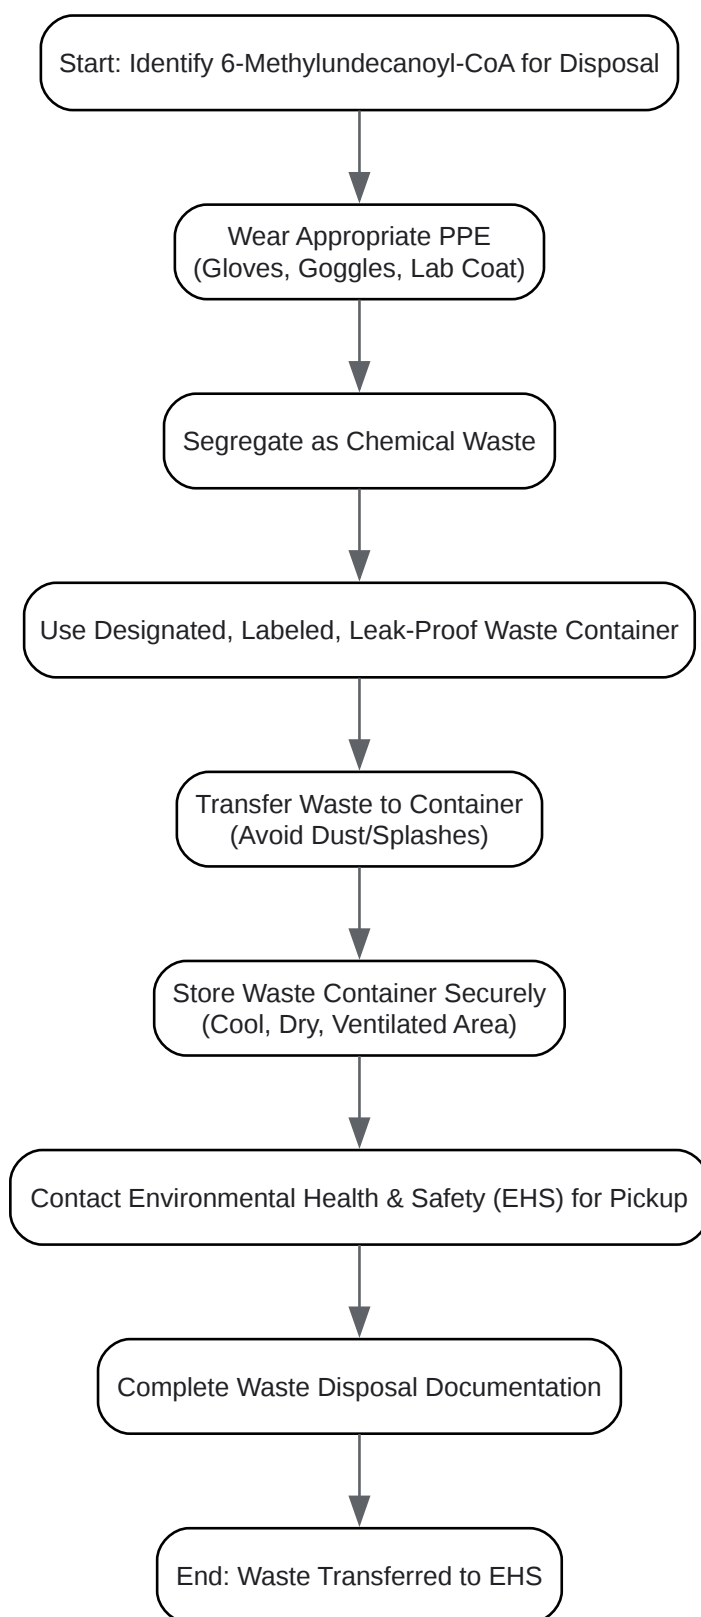 Start: Identify 6-Methylundecanoyl-CoA for Disposal
Wear Appropriate PPE
(Gloves, Goggles, Lab Coat)
Segregate as Chemical Waste
Use Designated, Labeled, Leak-Proof Waste Container
Transfer Waste to Container
(Avoid Dust/Splashes)
Store Waste Container Securely
(Cool, Dry, Ventilated Area)
Contact Environmental Health & Safety (EHS) for Pickup
Complete Waste Disposal Documentation
End: Waste Transferred to EHS